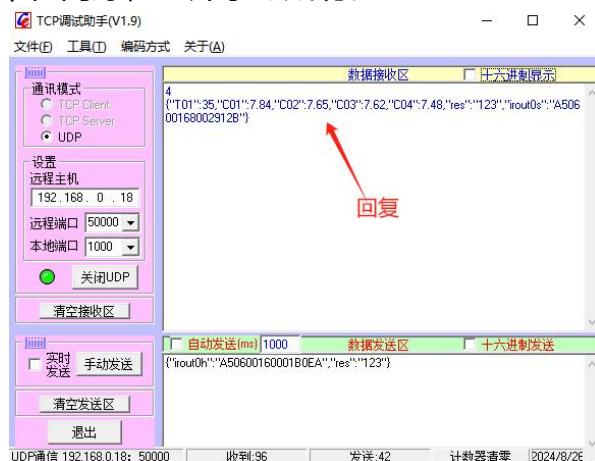 TCP调试助手(V1.9)
文件(F) 工具(T) 编码方式 关于(A)
通讯模式
TCP Client
TCP Server
UDP
设置
远程主机
192.168. 0 . 18
远程端口 50000
本地端口 1000
关闭UDP
清空接收区
数据接收区 十六进制显示
4
{"T01":35,"C01":7.84,"C02":7.65,"C03":7.62,"C04":7.48,"res":"123","irout0s":"A506
00168002912B"}
回复
实时发送 手动发送
清空发送区
退出
自动发送(ms) 1000 数据发送区 十六进制发送
{"irout0h":"A50600160001B0EA","res":"123"}
UDP通信 192.168.0.18: 50000 收到:96 发送:42 计数器清零 2024/8/26